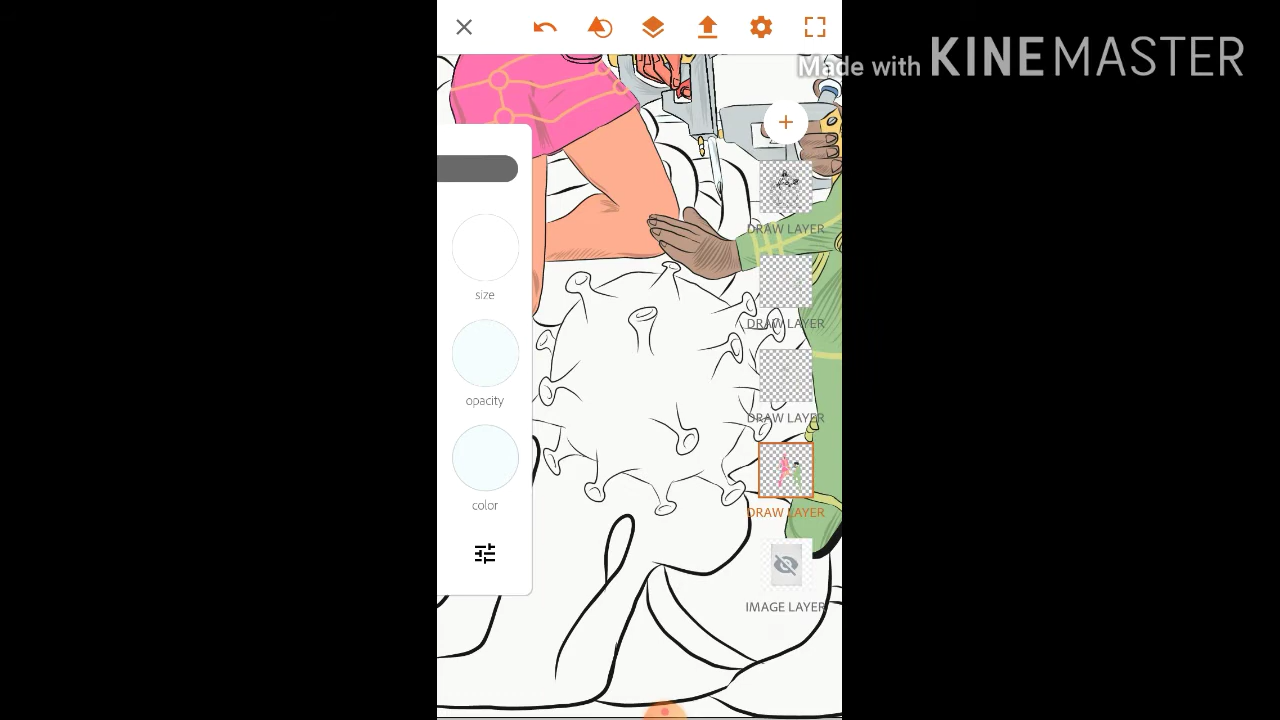 Made with KINEMASTER
DRAW LAYER
size
DRAW LAYER
opacity
DRAW LAYER
color
DRAW LAYER
IMAGE LAYER